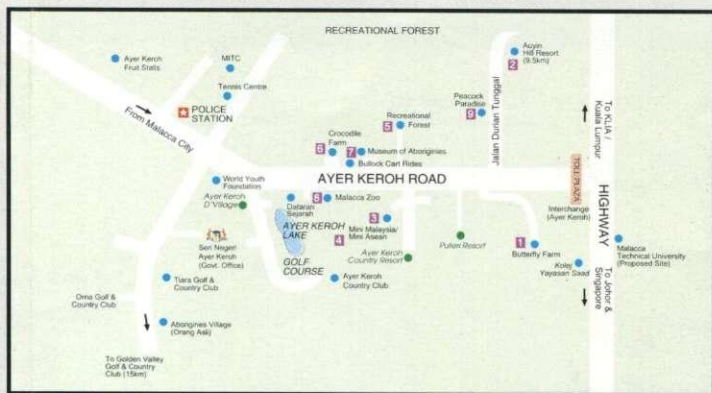 RECREATIONAL FOREST
Ayer Keroh
Fruit Stalls
MITC
Tennis Centre
POLICE
STATION
From Malacca City
Auyin
Hill Resort
(9.5km)
2
Jalan Durian Tunggal
Peacock
Paradise
9
Recreational
Forest
5
Crocodile
Farm
6
7
Museum of Aborigines
Bullock Cart Rides
To KLIA /
Kuala Lumpur
TOLL PLAZA
HIGHWAY
AYER KEROH ROAD
World Youth
Foundation
Ayer Keroh
D'Village
Dataran
Sejarah
Malacca Zoo
AYER KEROH
LAKE
3
Mini Malaysia/
Mini Asean
4
Interchange
(Ayer Keroh)
Seri Negeri
Ayer Keroh
(Govt. Office)
GOLF
COURSE
Ayer Keroh
Country Resort
Puteri Resort
1
Butterfly Farm
Kolej
Yayasan Saad
Malacca
Technical University
(Proposed Site)
Tiara Golf &
Country Club
Ayer Keroh
Country Club
To Johor &
Singapore
Orna Golf &
Country Club
Aborigines Village
(Orang Asli)
To Golden Valley
Golf & Country
Club (15km)